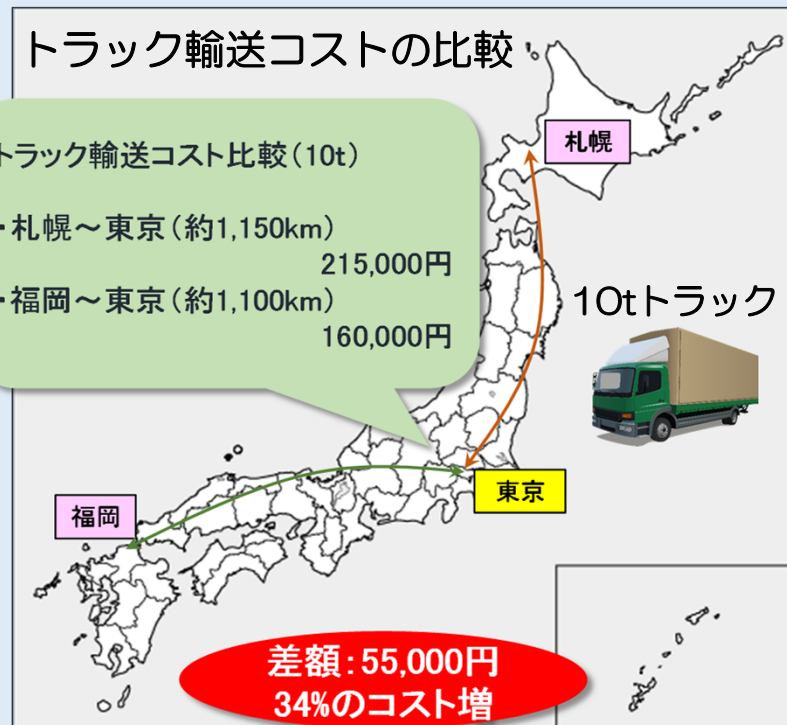 トラック輸送コストの比較
トラック輸送コスト比較(10t)
・札幌~東京(約1,150km)
215,000円
・福岡~東京(約1,100km)
160,000円
札幌
10tトラック
東京
福岡
差額:55,000円
34%のコスト増